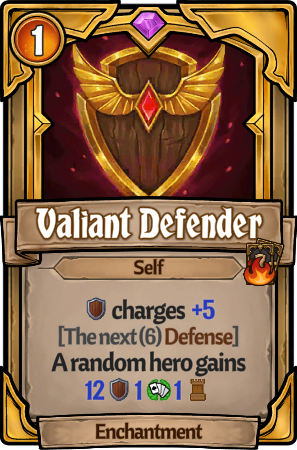 1
Valiant Defender
Self
charges +5
[The next (6) Defense]
A random hero gains
12 1 1
Enchantment